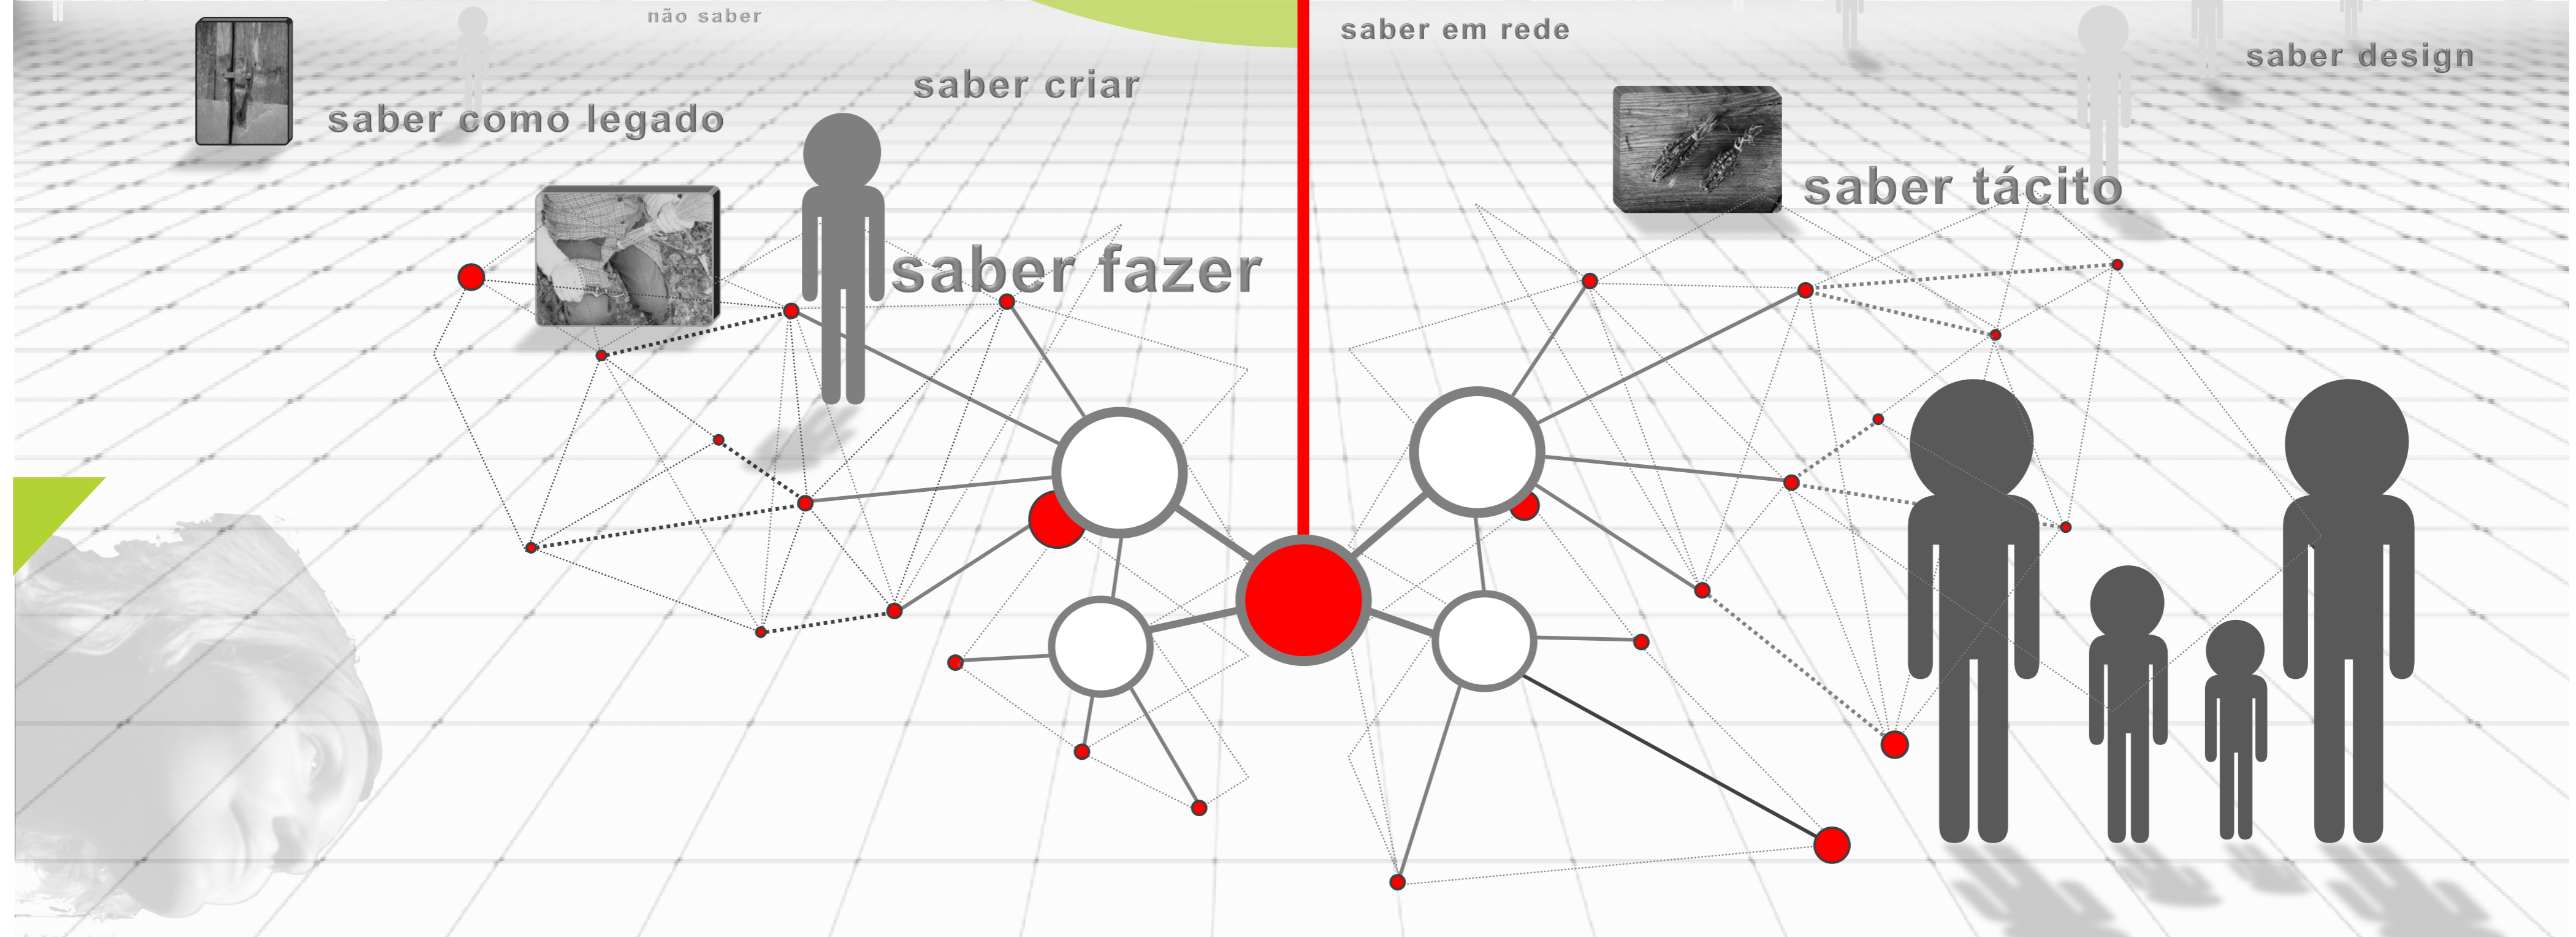 não saber
saber criar
saber como legado
saber fazer
saber em rede
saber design
saber tácito